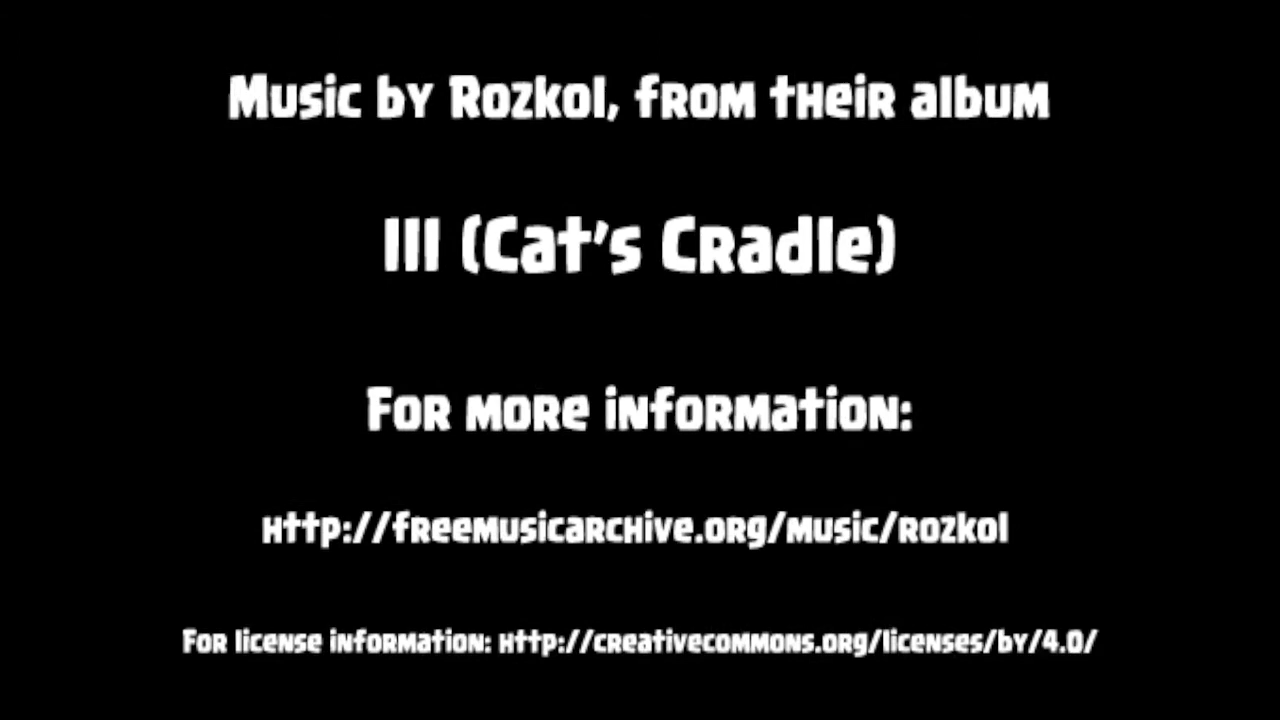 Music by Rozkol, from their album
III (Cat's Cradle)
For more information:
http://freemusicarchive.org/music/rozkol
For license information: http://creativecommons.org/licenses/by/4.0/